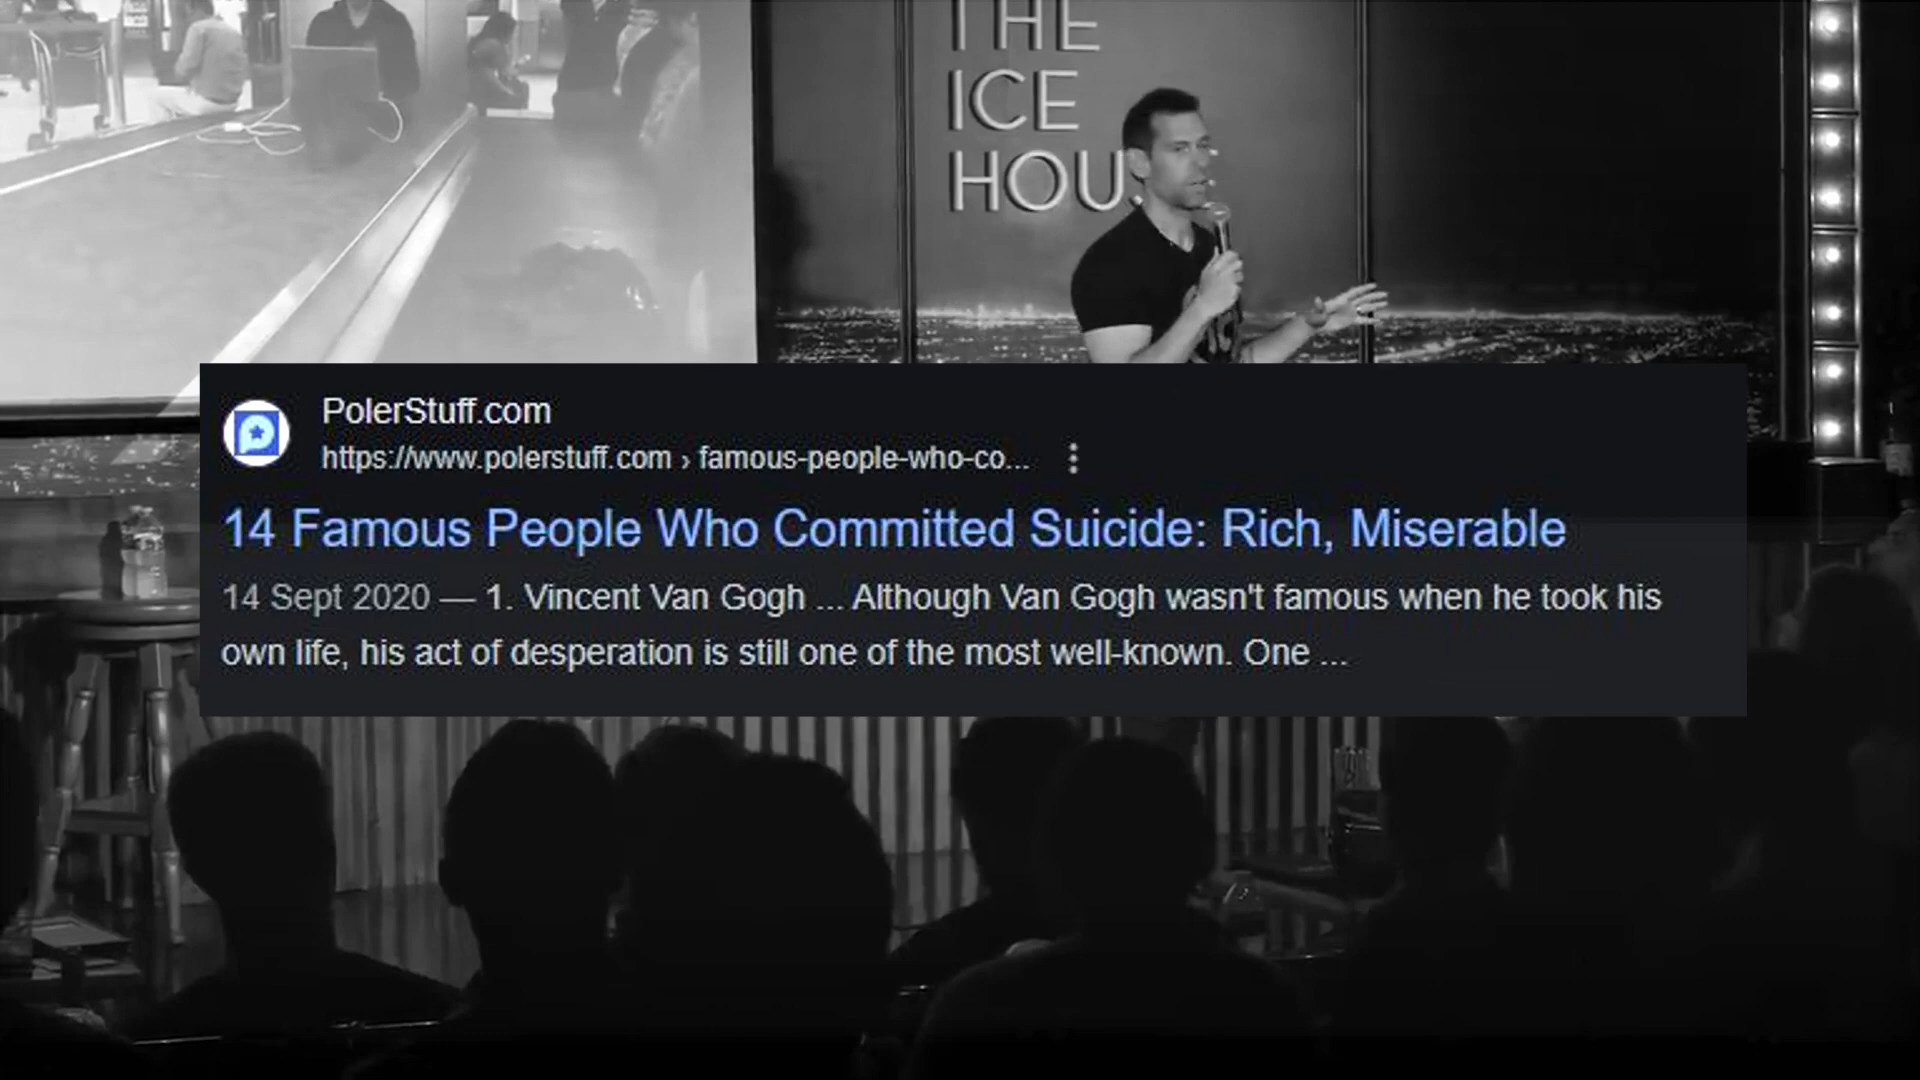 THE
ICE
HOU
PolerStuff.com
https://www.polerstuff.com › famous-people-who-co...
14 Famous People Who Committed Suicide: Rich, Miserable
14 Sept 2020 — 1. Vincent Van Gogh ... Although Van Gogh wasn't famous when he took his
own life, his act of desperation is still one of the most well-known. One ...